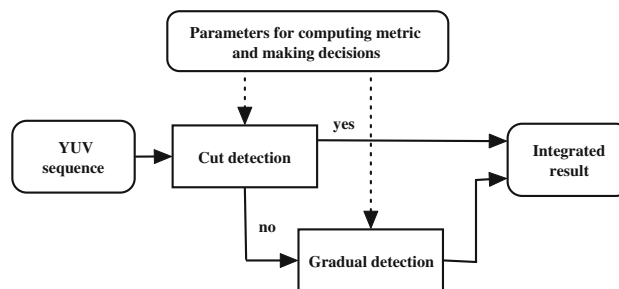 Parameters for computing metric
and making decisions
YUV
sequence
Cut detection
yes
Integrated
result
no
Gradual detection